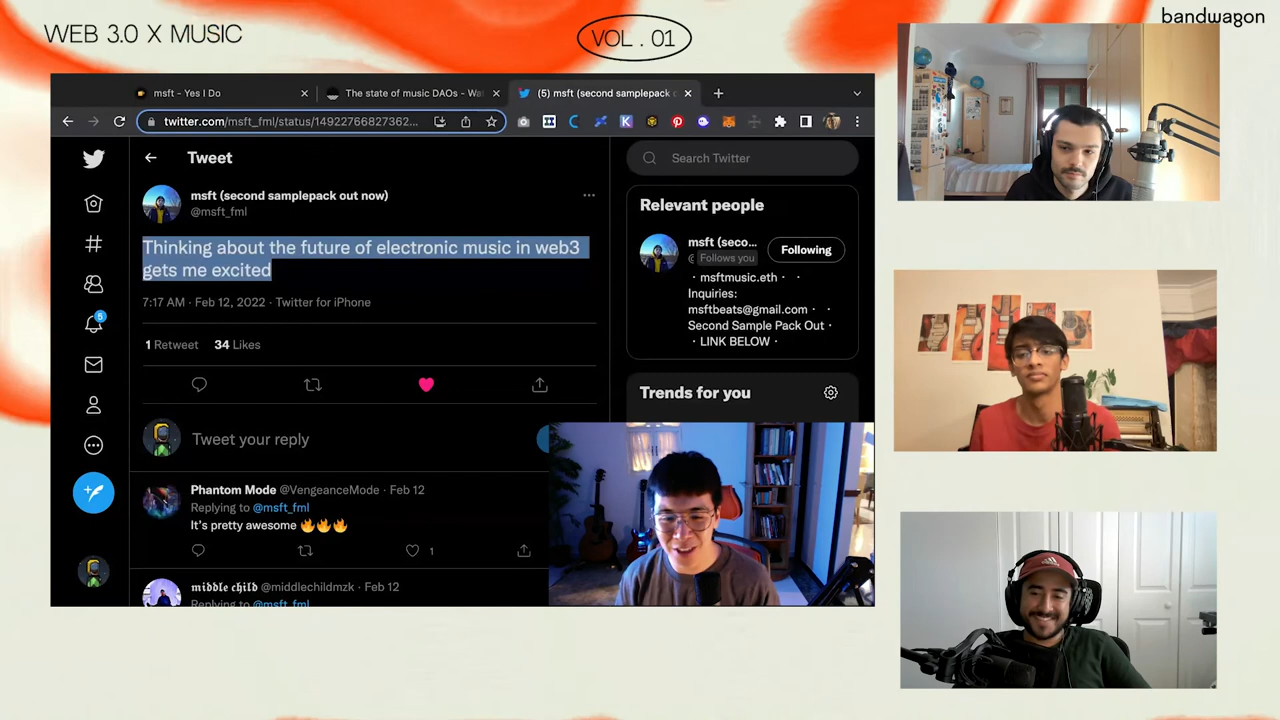 WEB 3.0 X MUSIC
VOL . 01
bandwagon
msft - Yes I Do
The state of music DAOs - Wat
(5) msft (second samplepack o
twitter.com/msft_fml/status/14922766827362...
Tweet
Search Twitter
msft (second samplepack out now)
@msft_fml
Thinking about the future of electronic music in web3
gets me excited
7:17 AM · Feb 12, 2022 · Twitter for iPhone
1 Retweet 34 Likes
Relevant people
msft (seco...
Following
@
Follows you
· msftmusic.eth · ·
Inquiries:
msftbeats@gmail.com · ·
Second Sample Pack Out ·
· LINK BELOW ·
Trends for you
5
Tweet your reply
Phantom Mode @VengeanceMode · Feb 12
Replying to @msft_fml
It's pretty awesome 🔥🔥🔥
1
𝖒𝖎𝖉𝖉𝖑𝖊 𝖈𝖍𝖎𝖑𝖉 @middlechildmzk · Feb 12
Replying to @msft_fml